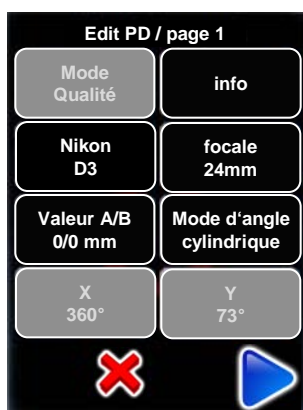 Edit PD / page 1
Mode
Qualité
info
Nikon
D3
focale
24mm
Valeur A/B
0/0 mm
Mode d‘angle
cylindrique
X
360°
Y
73°